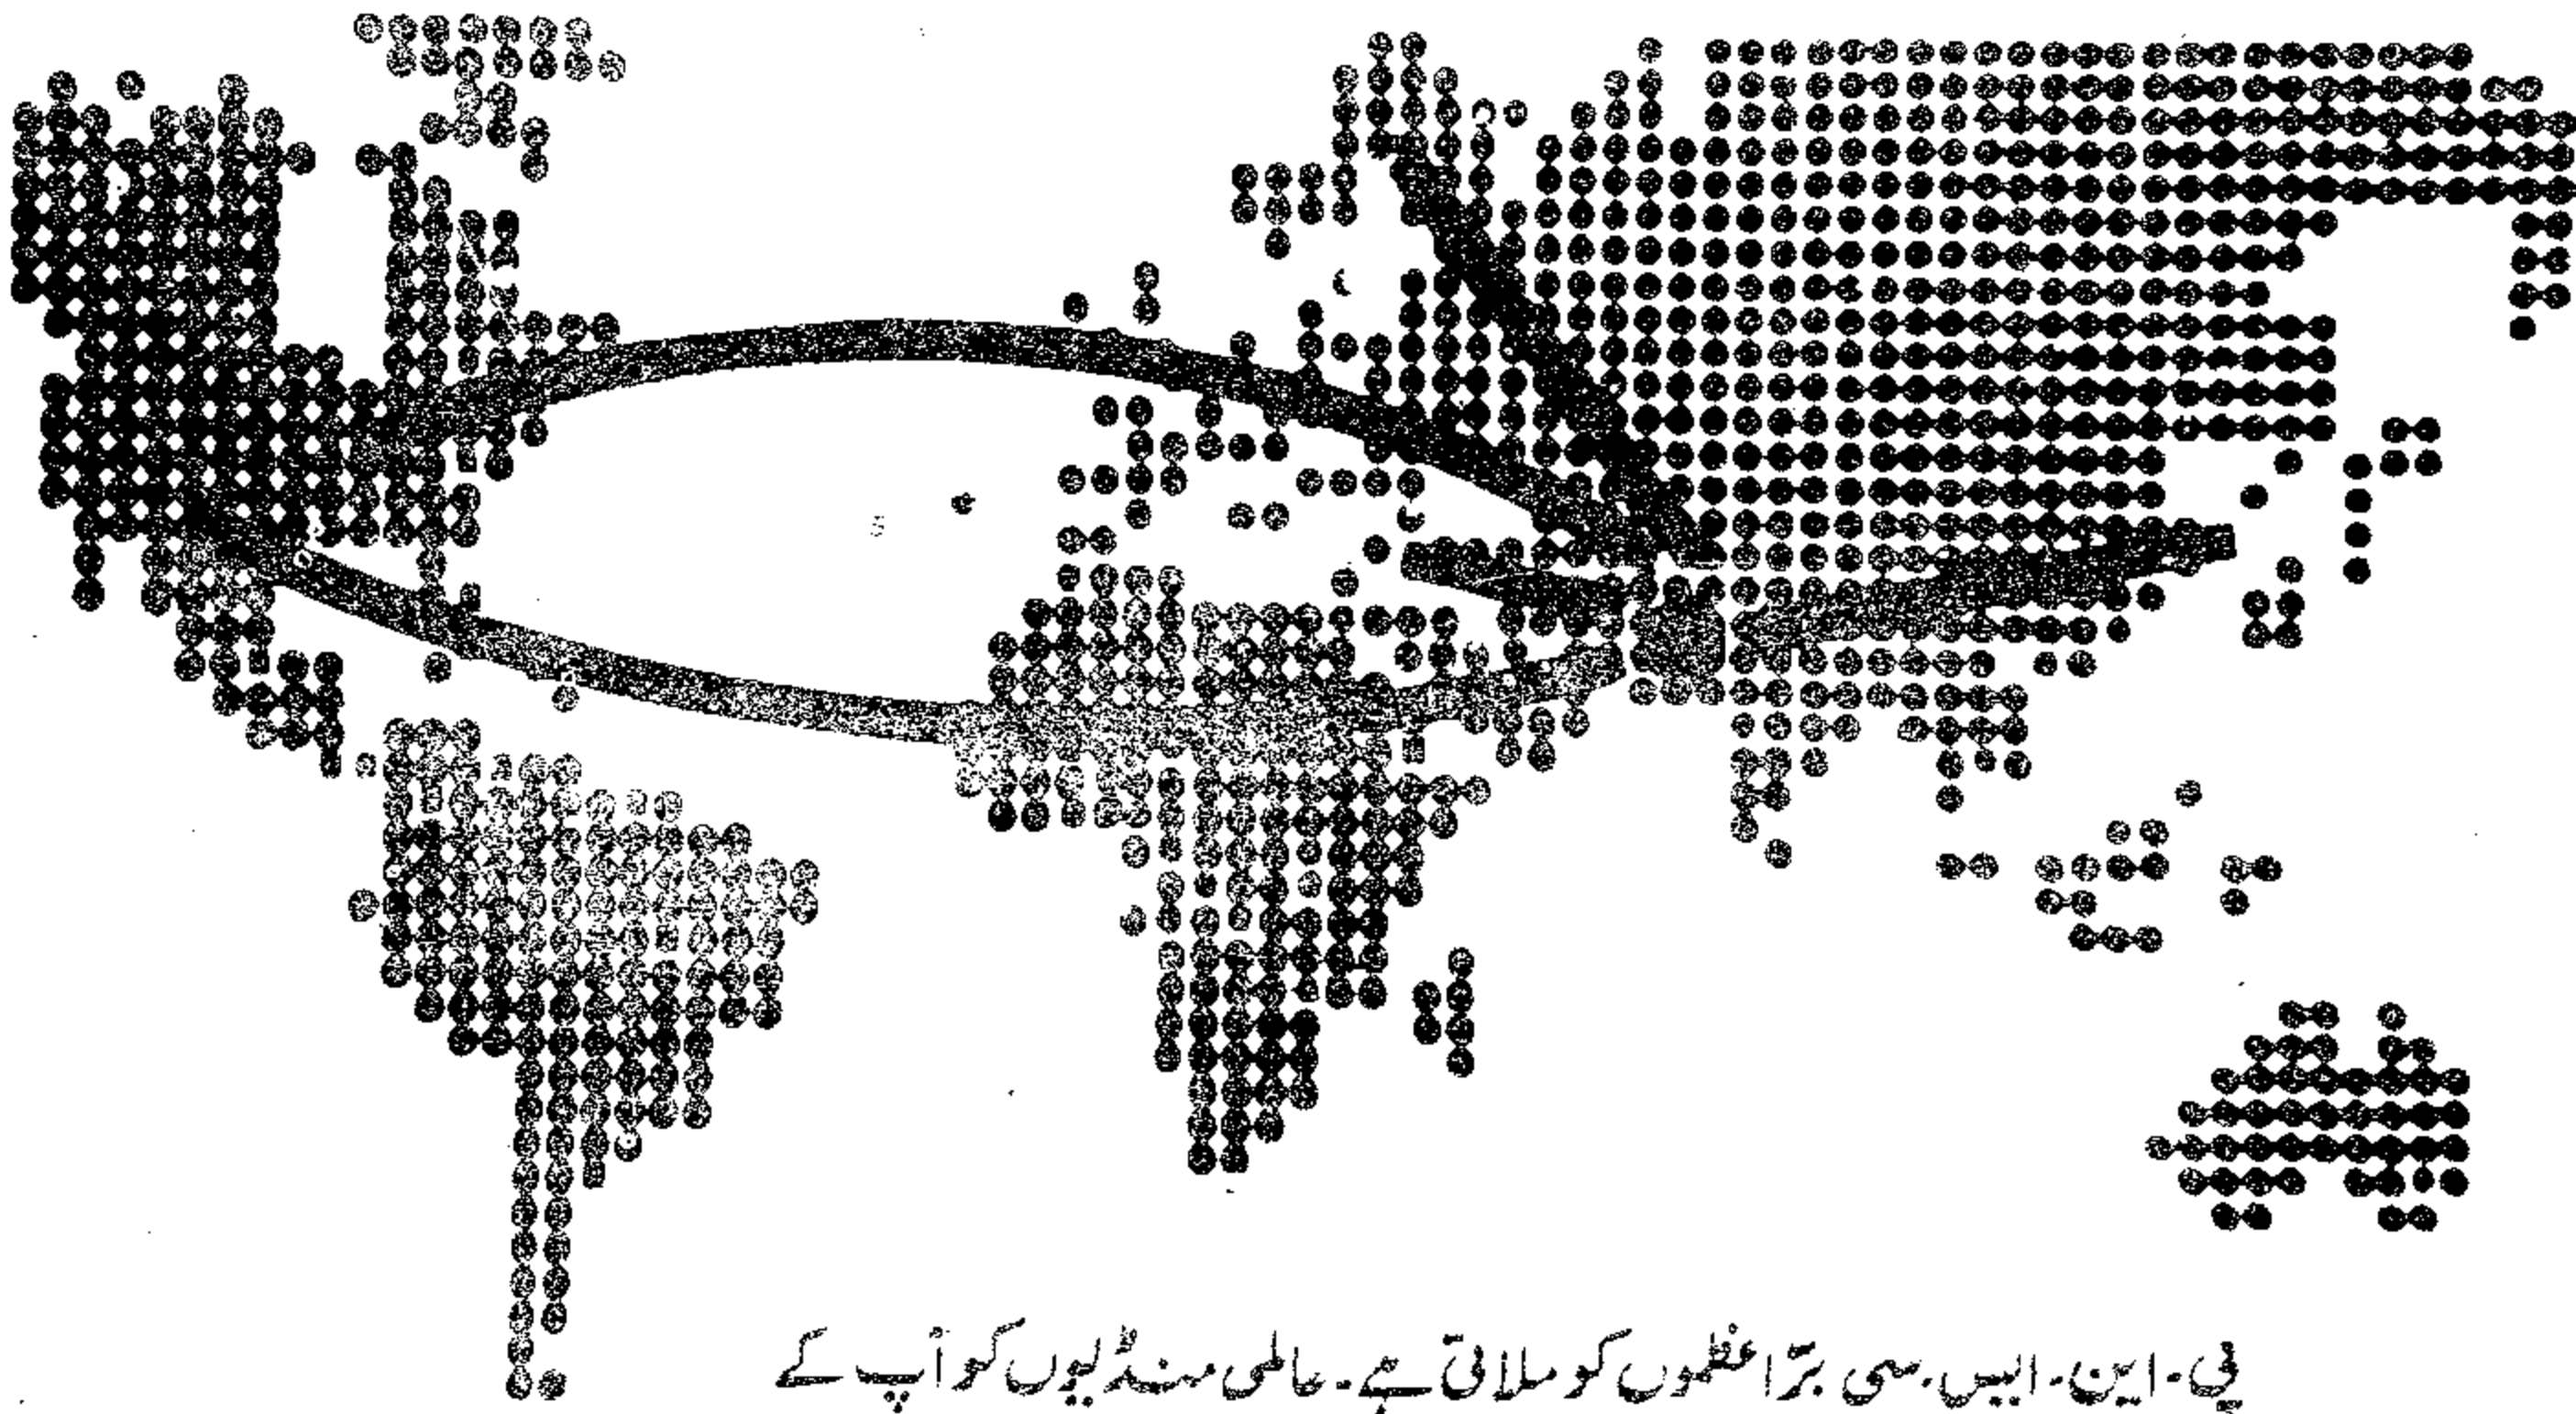 پی۔این۔ایس۔سی برّاعظموں کو ملاتی ہے۔عالمی منڈیوں کو آپ کے